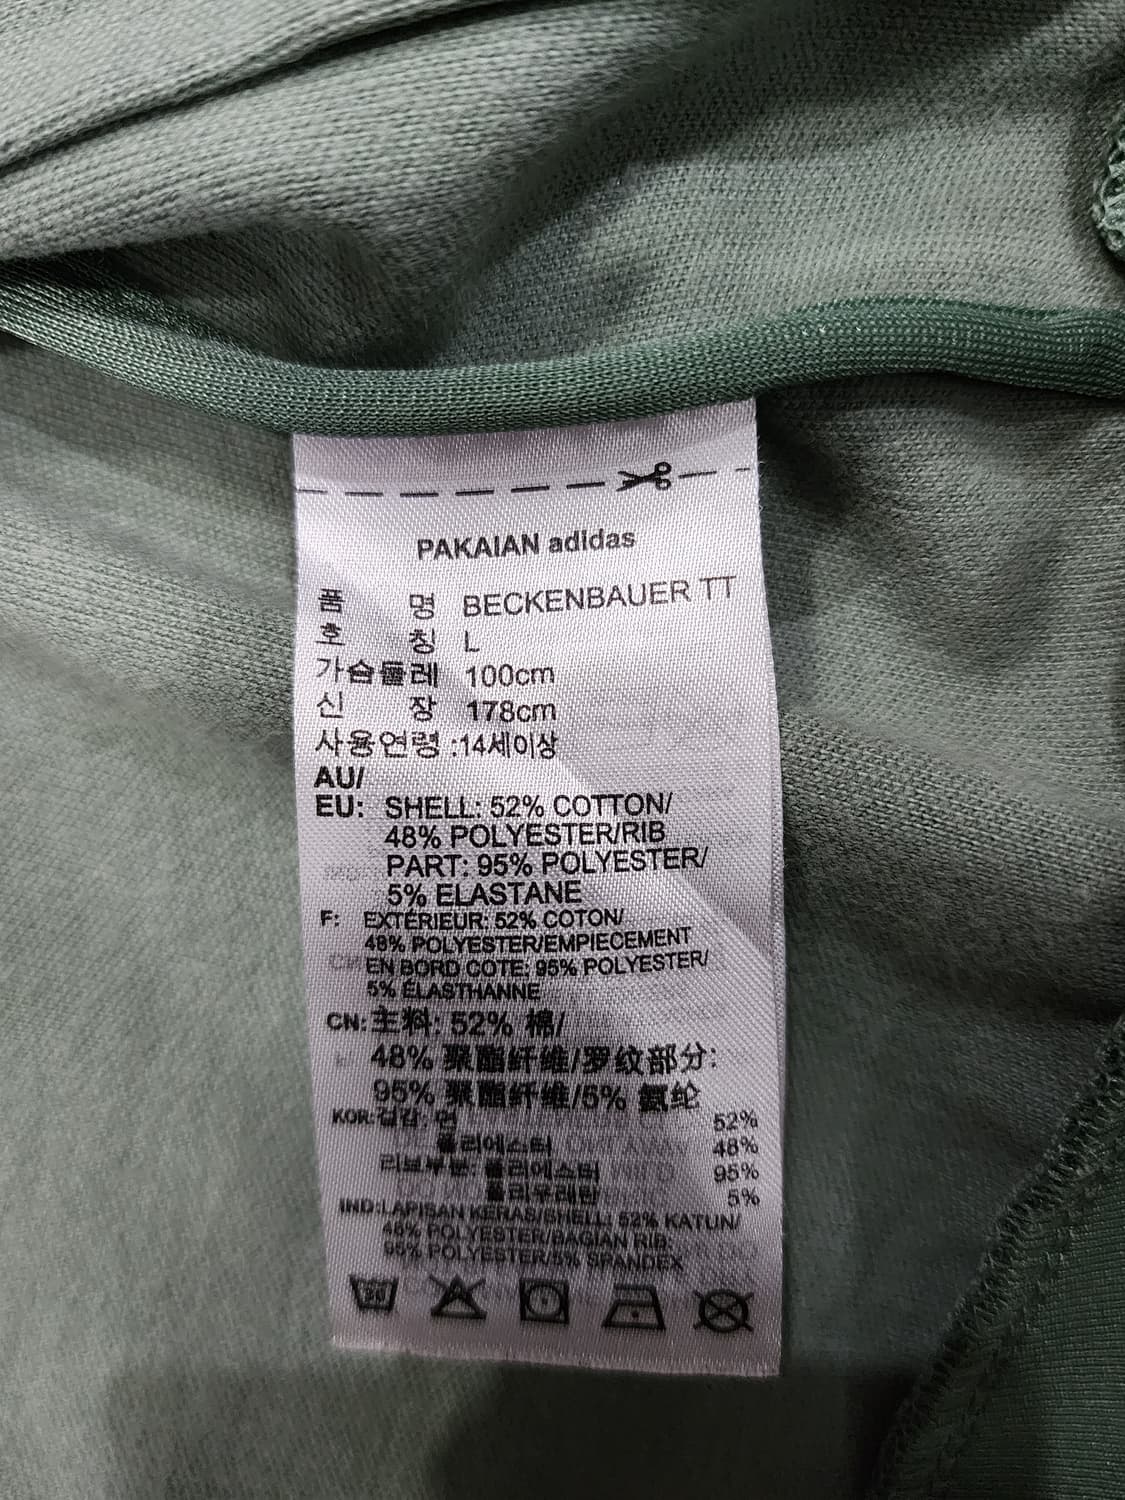 PAKAIAN adidas
품 명 BECKENBAUER TT
호 칭 L
가슴둘레 100cm
신 장 178cm
사용연령 :14세이상
AU/
EU: SHELL: 52% COTTON/
48% POLYESTER/RIB
PART: 95% POLYESTER/
5% ELASTANE
F: EXTÉRIEUR: 52% COTON/
48% POLYESTER/EMPIECEMENT
EN BORD COTE: 95% POLYESTER/
5% ÉLASTHANNE
CN: 主料: 52% 棉/
48% 聚酯纤维/罗纹部分:
95% 聚酯纤维/5% 氨纶
KOR:겉감: 면 52%
폴리에스터 48%
리브부분: 폴리에스터 95%
폴리우레탄 5%
IND:LAPISAN KERAS/SHELL: 52% KATUN/
48% POLYESTER/BAGIAN RIB:
95% POLYESTER/5% SPANDEX
30